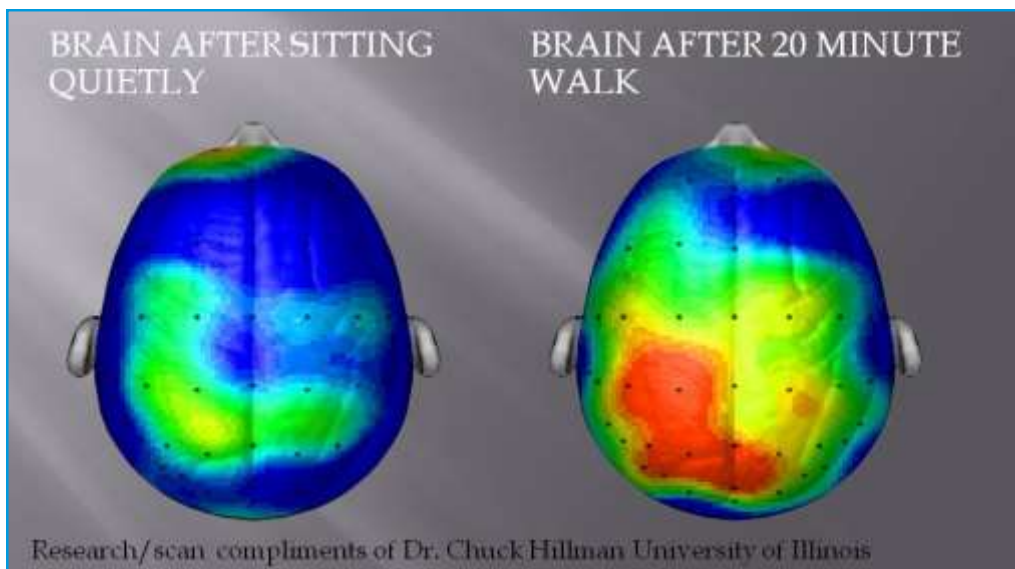 BRAIN AFTER SITTING
QUIETLY
BRAIN AFTER 20 MINUTE
WALK
Research/scan compliments of Dr. Chuck Hillman University of Illinois